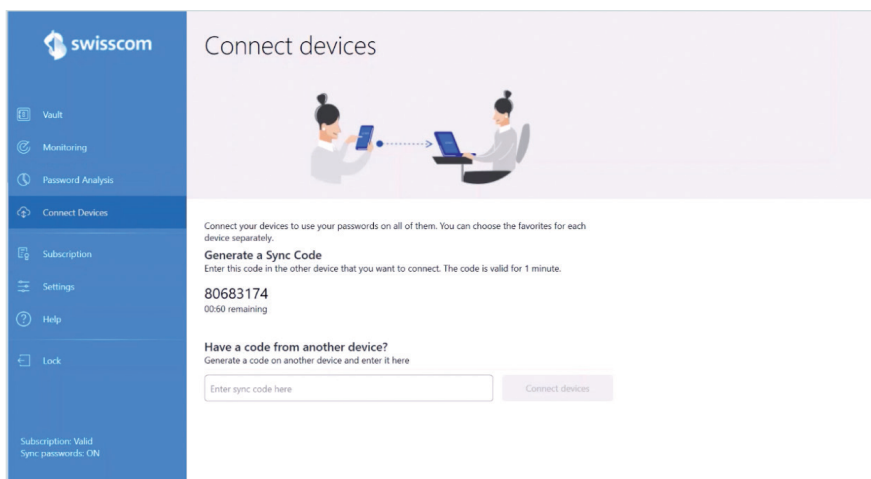 swisscom
Vault
Monitoring
Password Analysis
Connect Devices
Subscription
Settings
Help
Lock
Subscription: Valid
Sync passwords: ON
Connect devices
Connect your devices to use your passwords on all of them. You can choose the favorites for each
device separately.
Generate a Sync Code
Enter this code in the other device that you want to connect. The code is valid for 1 minute.
80683174
00:60 remaining
Have a code from another device?
Generate a code on another device and enter it here
Enter sync code here
Connect devices